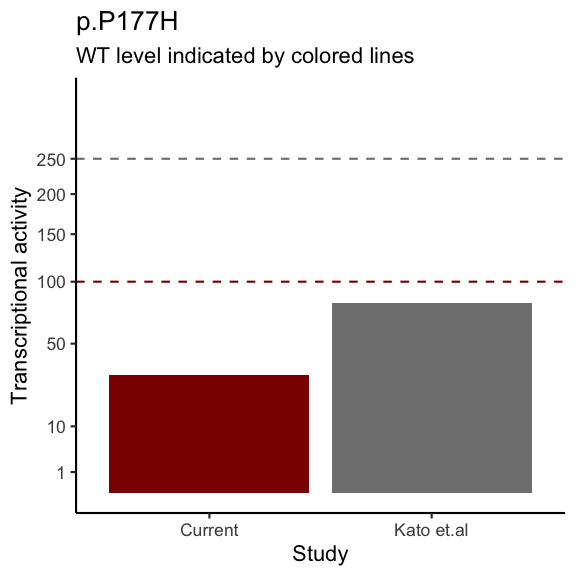 p.P177H
WT level indicated by colored lines
Transcriptional activity
250
200
150
100
50
10
1
Current
Kato et.al
Study